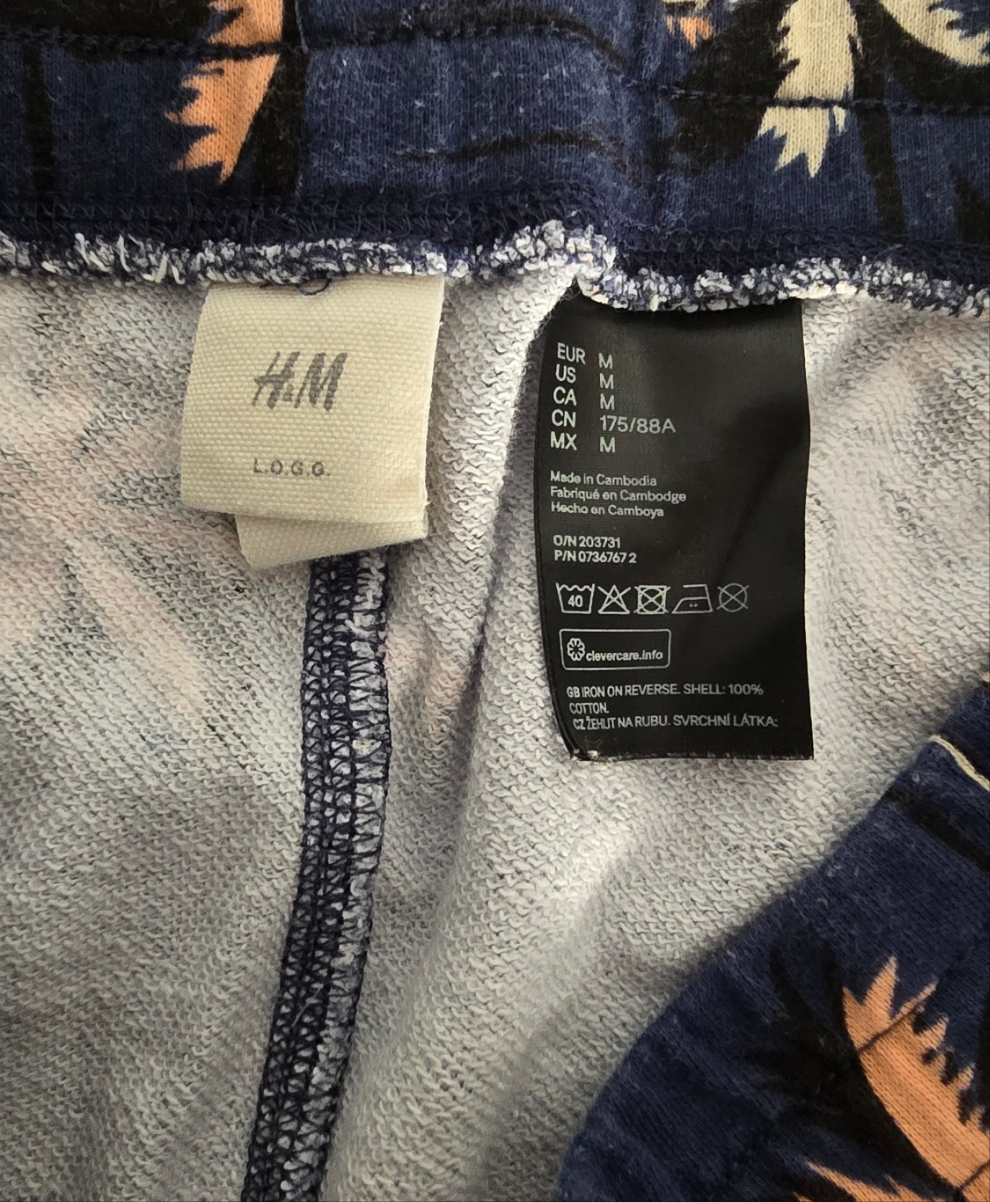 H&M
L.O.G.G.
EUR M
US M
CA M
CN 175/88A
MX M
Made in Cambodia
Fabriqué en Cambodge
Hecho en Camboya
O/N 203731
P/N 0736767 2
40
clevercare.info
GB IRON ON REVERSE. SHELL: 100%
COTTON.
CZ ŽEHLIT NA RUBU. SVRCHNÍ LÁTKA: